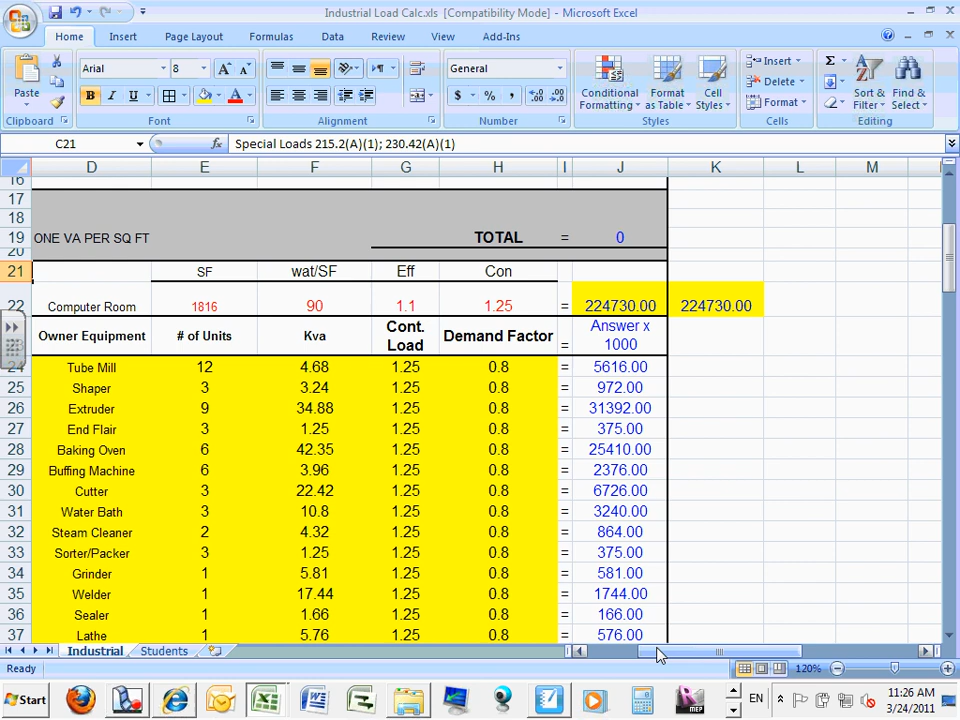 Industrial Load Calc.xls [Compatibility Mode] - Microsoft Excel
Home Insert Page Layout Formulas Data Review View Add-Ins
Paste
Arial 8
B I U
General
$ % ,
Conditional Formatting
Format as Table
Cell Styles
Insert
Delete
Format
Sort & Filter
Find & Select
Clipboard Font Alignment Number Styles Cells Editing
C21 fx Special Loads 215.2(A)(1); 230.42(A)(1)
D E F G H I J K L M
16
17
18
19 ONE VA PER SQ FT TOTAL = 0
20
21 SF wat/SF Eff Con
22 Computer Room 1816 90 1.1 1.25 = 224730.00 224730.00
Owner Equipment # of Units Kva Cont. Load Demand Factor = Answer x 1000
24 Tube Mill 12 4.68 1.25 0.8 = 5616.00
25 Shaper 3 3.24 1.25 0.8 = 972.00
26 Extruder 9 34.88 1.25 0.8 = 31392.00
27 End Flair 3 1.25 1.25 0.8 = 375.00
28 Baking Oven 6 42.35 1.25 0.8 = 25410.00
29 Buffing Machine 6 3.96 1.25 0.8 = 2376.00
30 Cutter 3 22.42 1.25 0.8 = 6726.00
31 Water Bath 3 10.8 1.25 0.8 = 3240.00
32 Steam Cleaner 2 4.32 1.25 0.8 = 864.00
33 Sorter/Packer 3 1.25 1.25 0.8 = 375.00
34 Grinder 1 5.81 1.25 0.8 = 581.00
35 Welder 1 17.44 1.25 0.8 = 1744.00
36 Sealer 1 1.66 1.25 0.8 = 166.00
37 Lathe 1 5.76 1.25 0.8 = 576.00
Industrial Students
Ready 120%
Start MEP EN 11:26 AM
3/24/2011